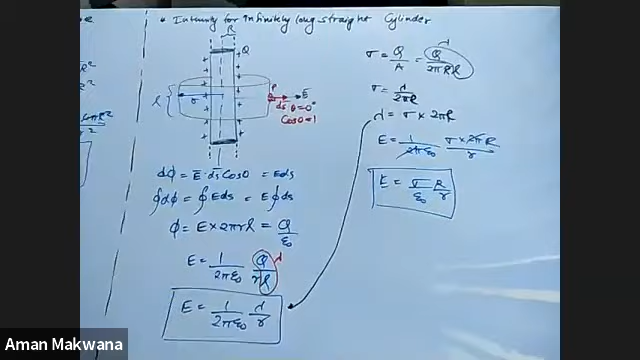 * Intensity for infinitely long straight Cylinder
R
Q
l
r
P
E
ds θ = 0°
Cosθ = 1
dϕ = E·ds Cosθ = Eds
∮dϕ = ∮Eds = E∮ds
ϕ = E × 2πrl = Q/ε₀
E = 1/2πε₀ Q/rl λ
E = 1/2πε₀ λ/r
σ = Q/A = Q/2πRl λ
σ = λ/2πR
λ = σ × 2πR
E = 1/2πε₀ σ × 2πR/r
E = σ/ε₀ R/r
Aman Makwana